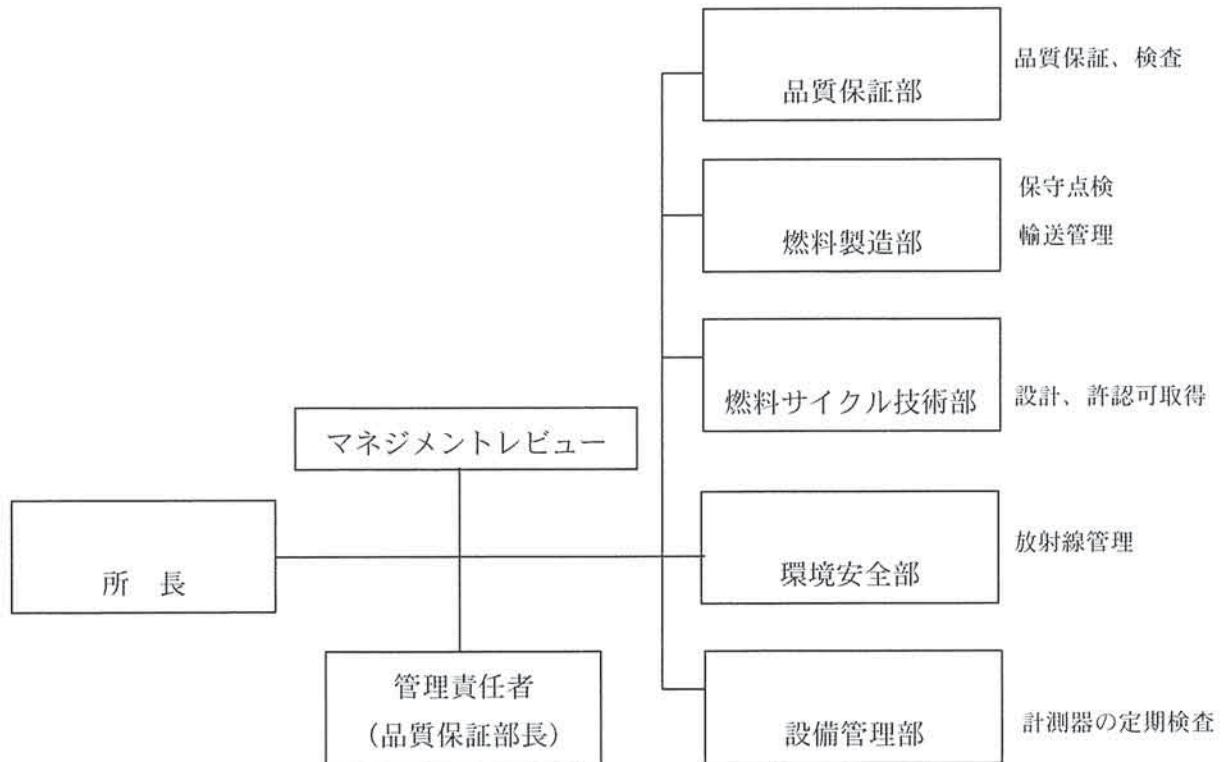 品質保証部
品質保証、検査
燃料製造部
保守点検
輸送管理
燃料サイクル技術部
設計、許認可取得
マネジメントレビュー
所　長
環境安全部
放射線管理
管理責任者
(品質保証部長)
設備管理部
計測器の定期検査